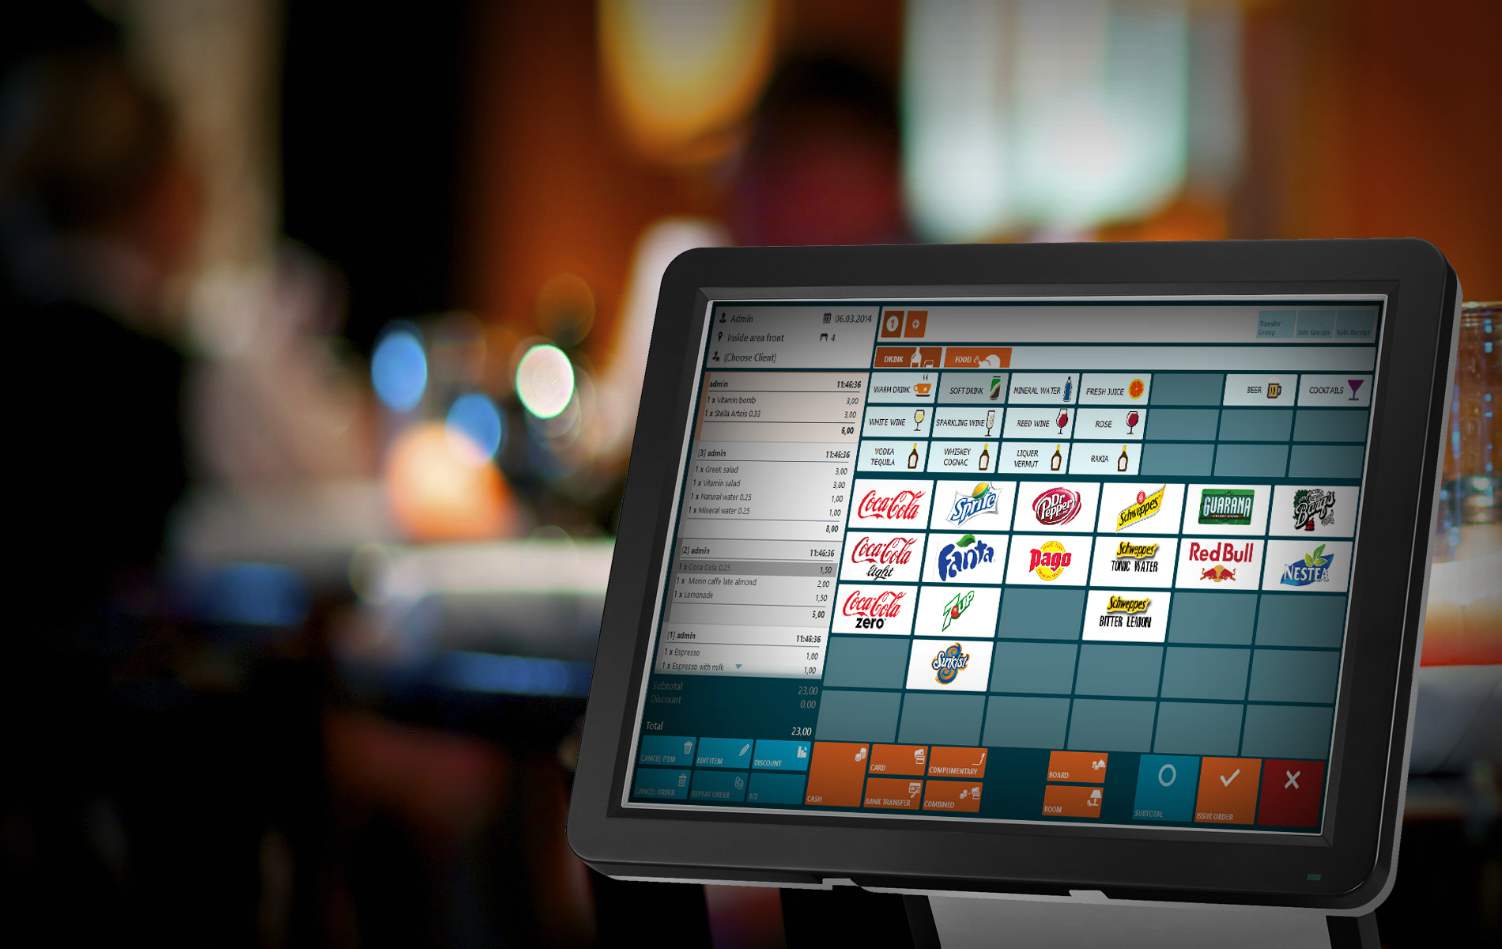 Admin 06.03.2014
Inside area front 4
(Choose Client)
1
DRINK FOOD
admin 11:46:36
1 x Vitamin bomb 3,00
1 x Stella Artois 0.33 3,00
6,00
[3] admin 11:46:36
1 x Greek salad 3,00
1 x Vitamin salad 3,00
1 x Natural water 0.25 1,00
1 x Mineral water 0.25 1,00
8,00
[2] admin 11:46:36
1 x Coca Cola 0.25 1,50
1 x Monin caffe late almond 2,00
1 x Lemonade 1,50
5,00
[1] admin 11:46:36
1 x Espresso 1,00
1 x Espresso with milk 1,00
Subtotal 23,00
Discount 0,00
Total 23,00
Transfer
WARM DRINK SOFT DRINK MINERAL WATER FRESH JUICE BEER COCKTAILS
WHITE WINE SPARKLING WINE REED WINE ROSE
VODKA TEQUILA WHISKEY COGNAC LIQUER VERMUT RAKIA
Coca-Cola Sprite Dr Pepper Schweppes GUARANA Barq's
Coca-Cola light Fanta Pago Schweppes TONIC WATER Red Bull NESTEA
Coca-Cola zero 7UP Schweppes BITTER LEMON
Sunkist
CANCEL ITEM EDIT ITEM DISCOUNT
REPEAT ORDER
CASH CARD COMPLIMENTARY BOARD
BANK TRANSFER COMBINED ROOM
SUBTOTAL ISSUE ORDER